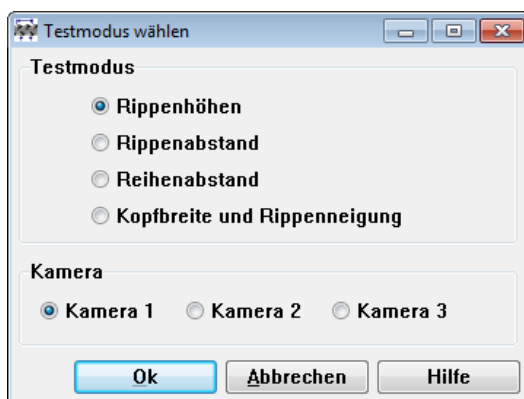 Testmodus wählen
Testmodus
Rippenhöhen
Rippenabstand
Reihenabstand
Kopfbreite und Rippenneigung
Kamera
Kamera 1 Kamera 2 Kamera 3
Ok Abbrechen Hilfe